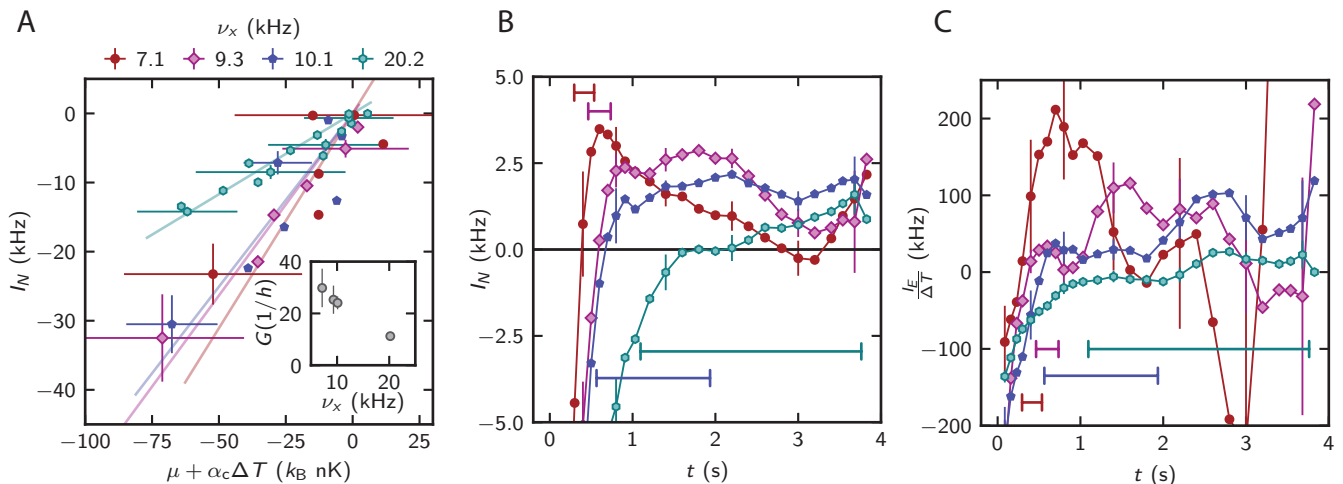 A
ν_x (kHz)
7.1 9.3 10.1 20.2
0
−10
−20
−30
−40
I_N (kHz)
−100 −75 −50 −25 0 25
μ + α_c ΔT (k_B nK)
40
20
0
G(1/h)
10 20
ν_x (kHz)
B
5.0
2.5
0.0
−2.5
−5.0
I_N (kHz)
0 1 2 3 4
t (s)
C
200
100
0
−100
−200
I_E/ΔT (kHz)
0 1 2 3 4
t (s)